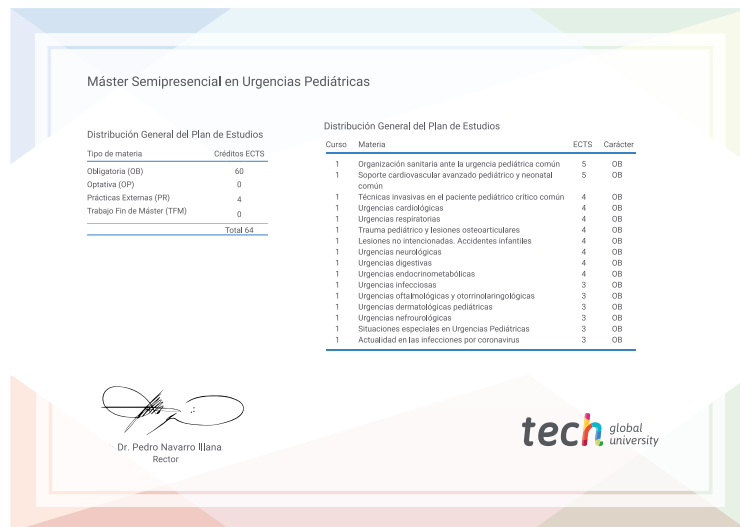 Máster Semipresencial en Urgencias Pediátricas
Distribución General del Plan de Estudios
Tipo de materia Créditos ECTS
Obligatoria (OB) 60
Optativa (OP) 0
Prácticas Externas (PR) 4
Trabajo Fin de Máster (TFM) 0
Total 64
Distribución General del Plan de Estudios
Curso Materia ECTS Carácter
1 Organización sanitaria ante la urgencia pediátrica común 5 OB
1 Soporte cardiovascular avanzado pediátrico y neonatal 5 OB
común
1 Técnicas invasivas en el paciente pediátrico crítico común 4 OB
1 Urgencias cardiológicas 4 OB
1 Urgencias respiratorias 4 OB
1 Trauma pediátrico y lesiones osteoarticulares 4 OB
1 Lesiones no intencionadas. Accidentes infantiles 4 OB
1 Urgencias neurológicas 4 OB
1 Urgencias digestivas 4 OB
1 Urgencias endocrinometabólicas 4 OB
1 Urgencias infecciosas 3 OB
1 Urgencias oftalmológicas y otorrinolaringológicas 3 OB
1 Urgencias dermatológicas pediátricas 3 OB
1 Urgencias nefrourológicas 3 OB
1 Situaciones especiales en Urgencias Pediátricas 3 OB
1 Actualidad en las infecciones por coronavirus 3 OB
Dr. Pedro Navarro Illana
Rector
tech global
university